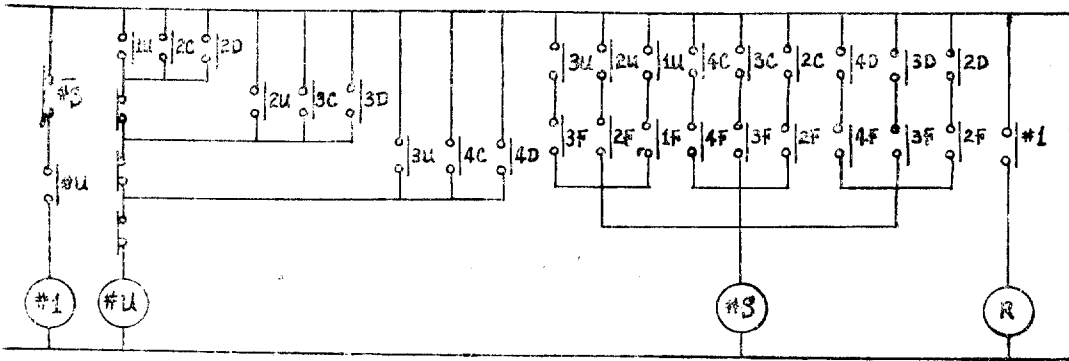 1U 2C 2D
3U 2U 1U 4C 3C 2C 4D 3D 2D
#S
2U 3C 3D
3F 2F 1F 4F 3F 2F 4F 3F 2F #1
3U 4C 4D
#U
#1 #U #S R